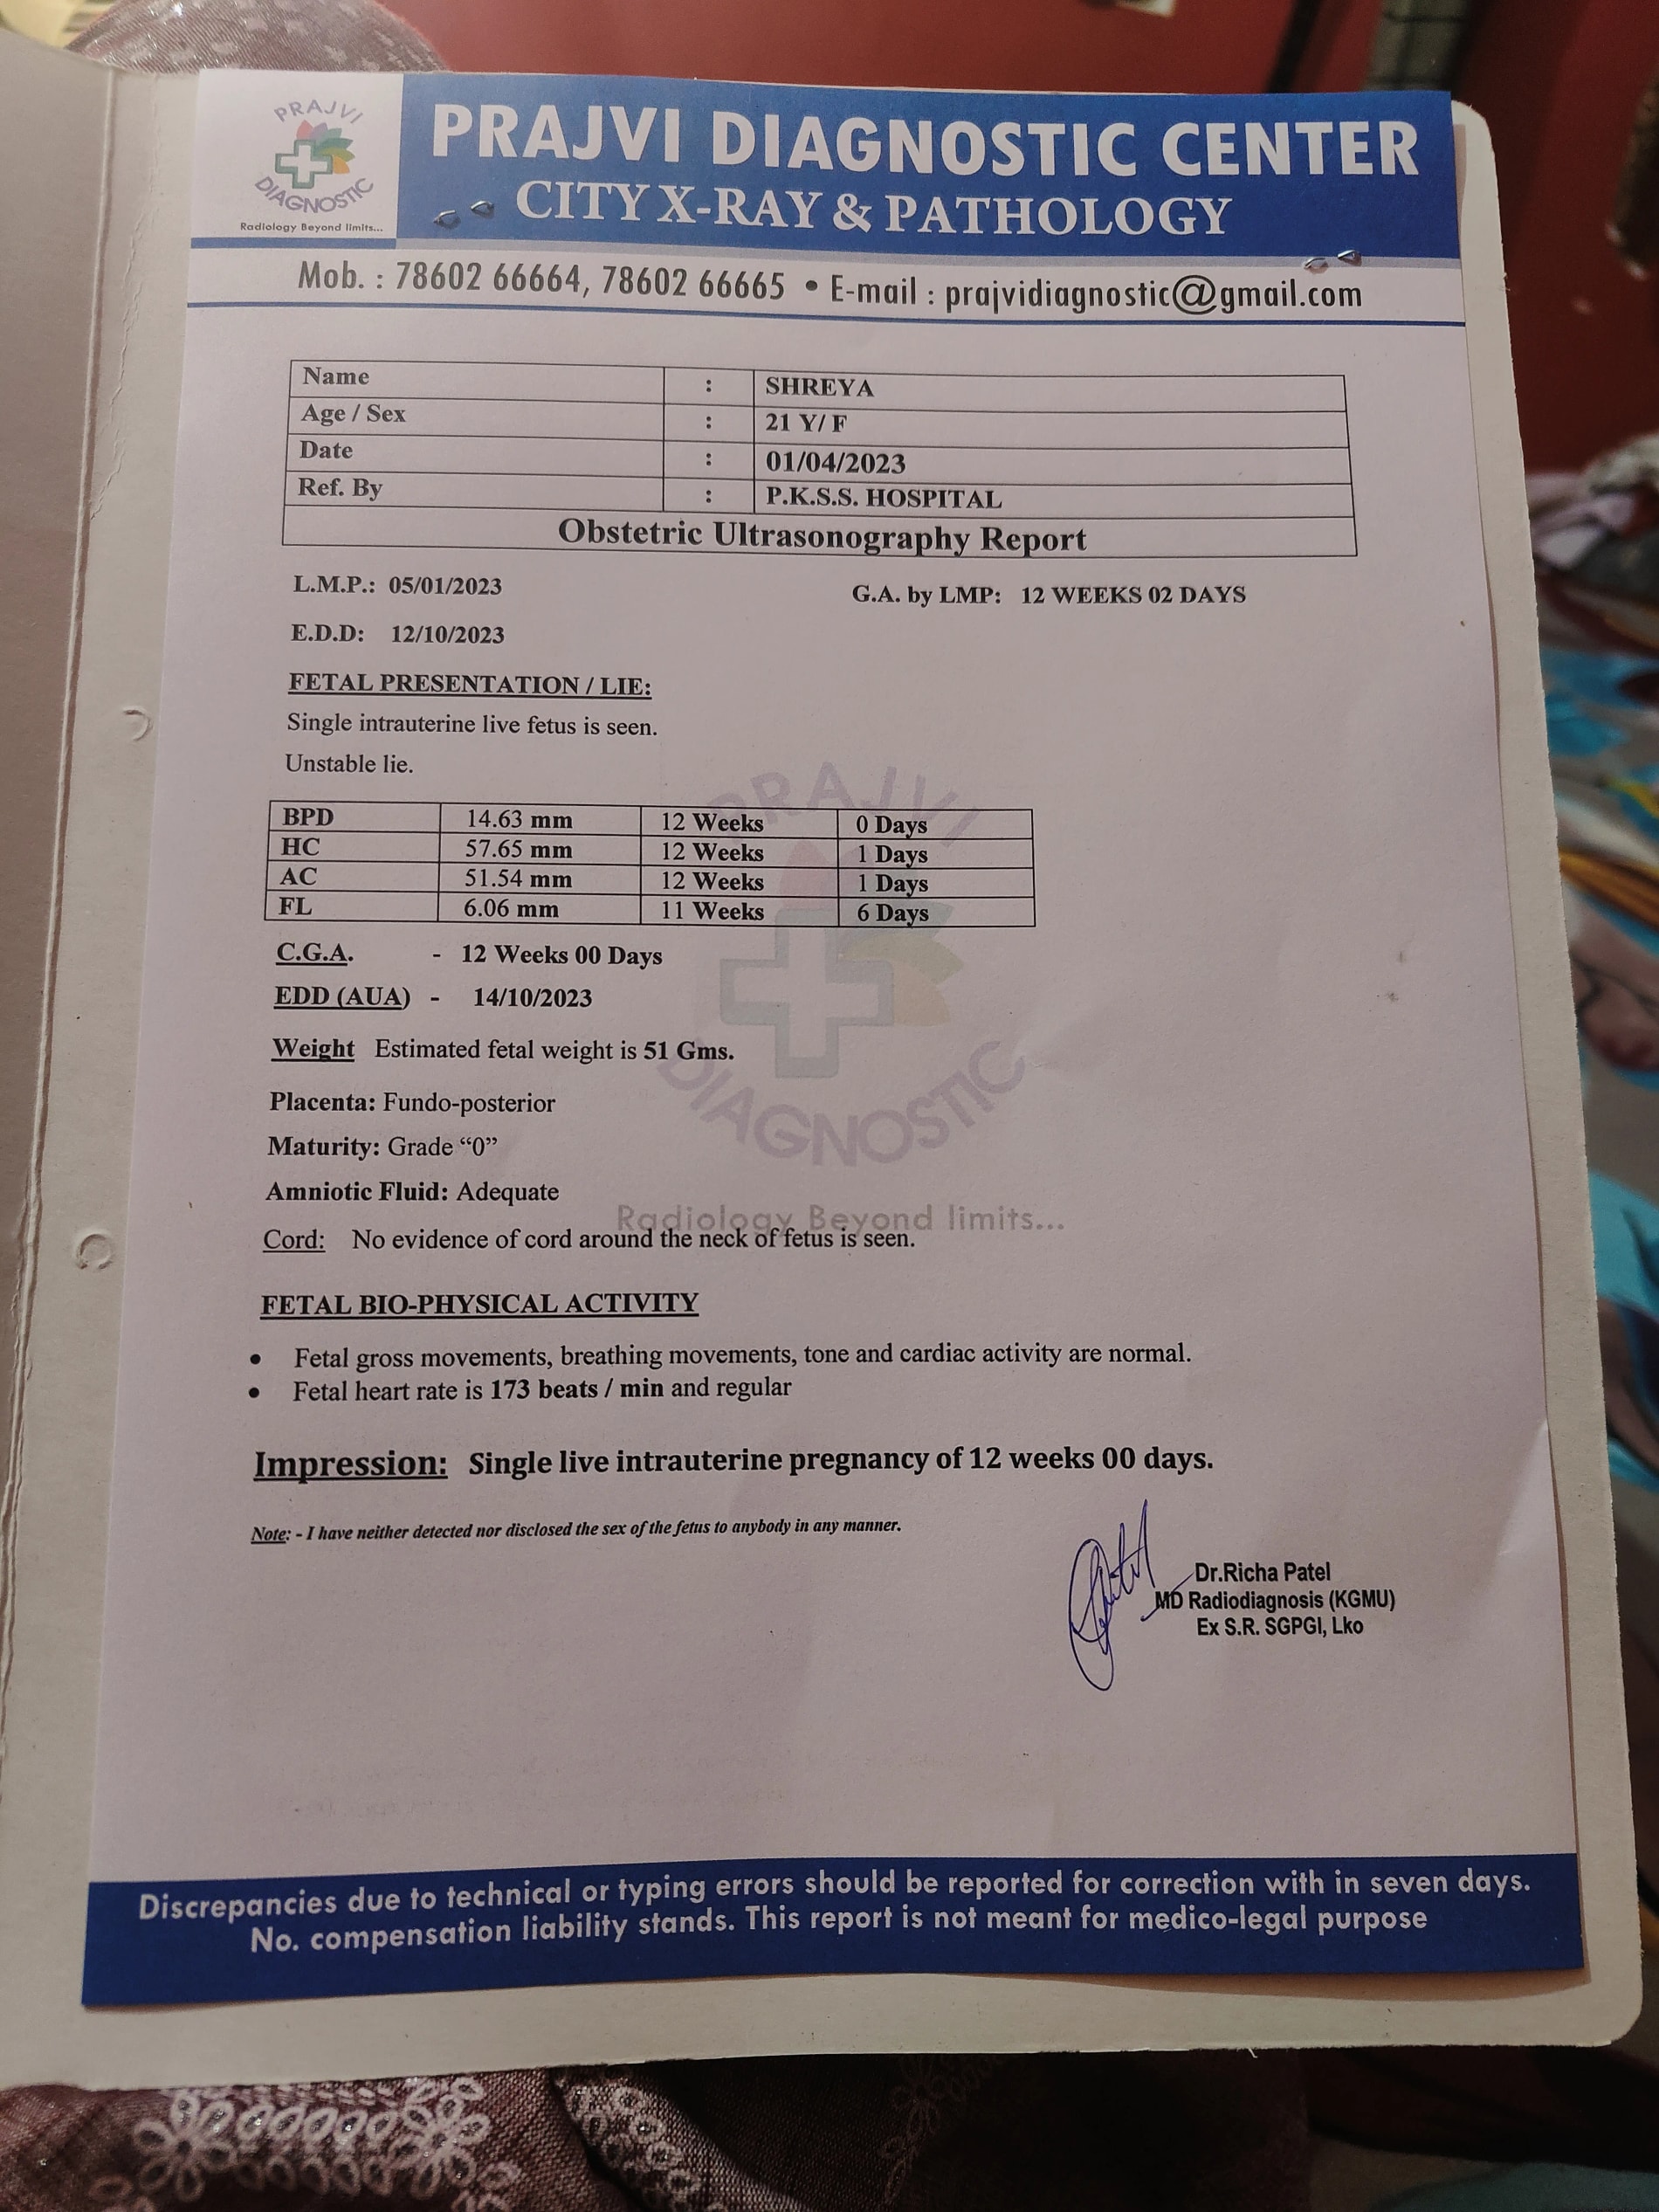 PRAJVI
DIAGNOSTIC
Radiology Beyond limits...
PRAJVI DIAGNOSTIC CENTER
CITY X-RAY & PATHOLOGY
Mob. : 78602 66664, 78602 66665 • E-mail : prajvidiagnostic@gmail.com
Name : SHREYA
Age / Sex : 21 Y/ F
Date : 01/04/2023
Ref. By : P.K.S.S. HOSPITAL
Obstetric Ultrasonography Report
L.M.P.: 05/01/2023 G.A. by LMP: 12 WEEKS 02 DAYS
E.D.D: 12/10/2023
FETAL PRESENTATION / LIE:
Single intrauterine live fetus is seen.
Unstable lie.
PRAJVI
BPD 14.63 mm 12 Weeks 0 Days
HC 57.65 mm 12 Weeks 1 Days
AC 51.54 mm 12 Weeks 1 Days
FL 6.06 mm 11 Weeks 6 Days
C.G.A. - 12 Weeks 00 Days
EDD (AUA) - 14/10/2023
Weight Estimated fetal weight is 51 Gms.
DIAGNOSTIC
Placenta: Fundo-posterior
Maturity: Grade “0”
Amniotic Fluid: Adequate
Radiology Beyond limits...
Cord: No evidence of cord around the neck of fetus is seen.
FETAL BIO-PHYSICAL ACTIVITY
• Fetal gross movements, breathing movements, tone and cardiac activity are normal.
• Fetal heart rate is 173 beats / min and regular
Impression: Single live intrauterine pregnancy of 12 weeks 00 days.
Note: - I have neither detected nor disclosed the sex of the fetus to anybody in any manner.
Dr.Richa Patel
MD Radiodiagnosis (KGMU)
Ex S.R. SGPGI, Lko
Discrepancies due to technical or typing errors should be reported for correction with in seven days.
No. compensation liability stands. This report is not meant for medico-legal purpose